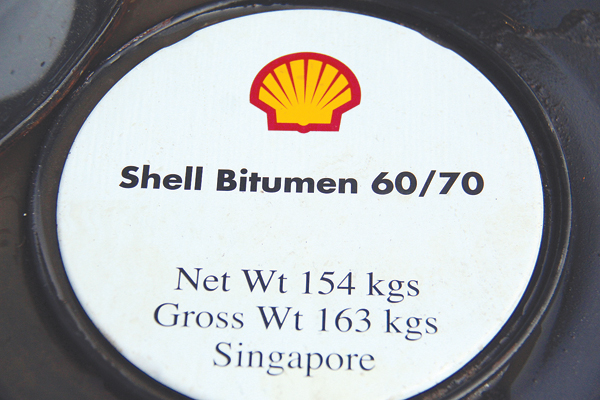 Shell Bitumen 60/70
Net Wt 154 kgs
Gross Wt 163 kgs
Singapore